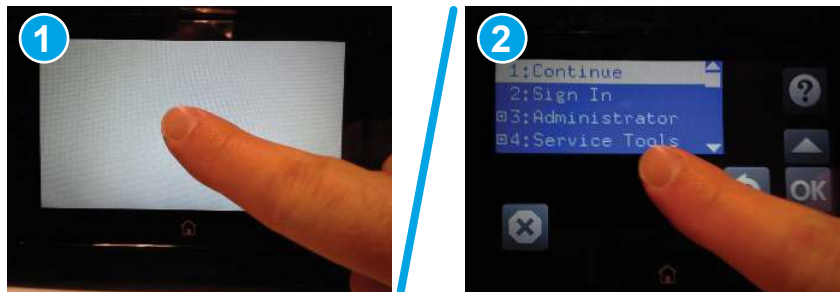 1
2
1:Continue
2:Sign In
3:Administrator
4:Service Tools
?
OK